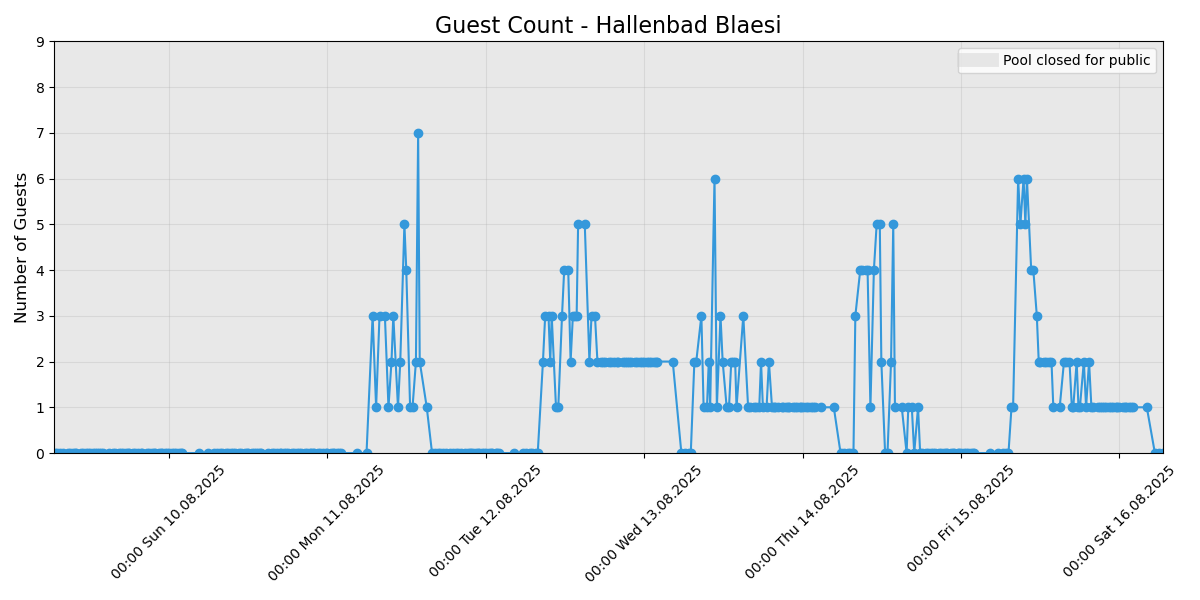 Guest Count - Hallenbad Blaesi
Pool closed for public
Number of Guests
9
8
7
6
5
4
3
2
1
0
00:00 Sun 10.08.2025
00:00 Mon 11.08.2025
00:00 Tue 12.08.2025
00:00 Wed 13.08.2025
00:00 Thu 14.08.2025
00:00 Fri 15.08.2025
00:00 Sat 16.08.2025